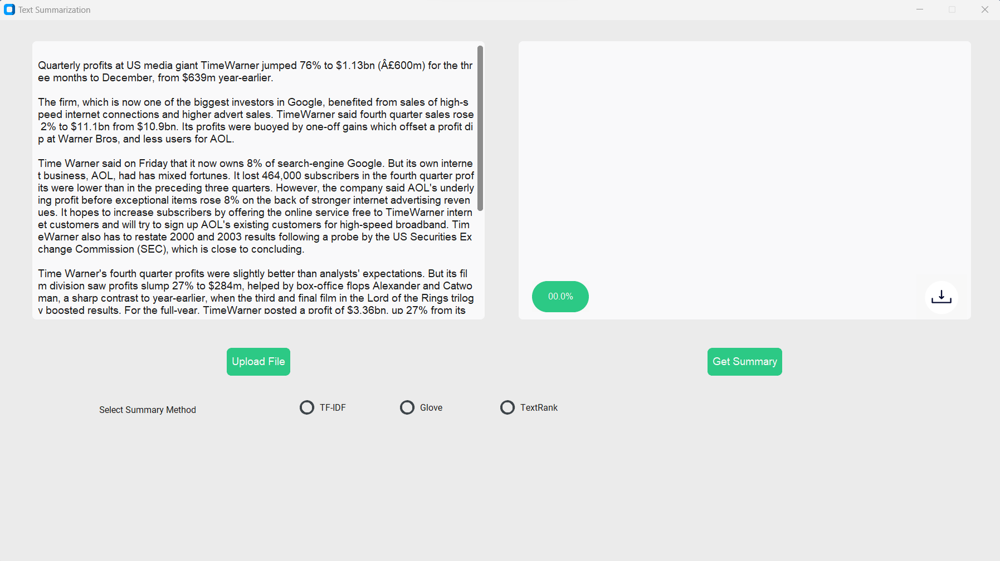 Text Summarization
Quarterly profits at US media giant TimeWarner jumped 76% to $1.13bn (Â£600m) for the thr
ee months to December, from $639m year-earlier.
The firm, which is now one of the biggest investors in Google, benefited from sales of high-s
peed internet connections and higher advert sales. TimeWarner said fourth quarter sales rose
2% to $11.1bn from $10.9bn. Its profits were buoyed by one-off gains which offset a profit di
p at Warner Bros, and less users for AOL.
Time Warner said on Friday that it now owns 8% of search-engine Google. But its own interne
t business, AOL, had has mixed fortunes. It lost 464,000 subscribers in the fourth quarter prof
its were lower than in the preceding three quarters. However, the company said AOL's underly
ing profit before exceptional items rose 8% on the back of stronger internet advertising reven
ues. It hopes to increase subscribers by offering the online service free to TimeWarner intern
et customers and will try to sign up AOL's existing customers for high-speed broadband. Tim
eWarner also has to restate 2000 and 2003 results following a probe by the US Securities Ex
change Commission (SEC), which is close to concluding.
Time Warner's fourth quarter profits were slightly better than analysts' expectations. But its fil
m division saw profits slump 27% to $284m, helped by box-office flops Alexander and Catwo
man, a sharp contrast to year-earlier, when the third and final film in the Lord of the Rings trilog
y boosted results. For the full-year, TimeWarner posted a profit of $3.36bn, up 27% from its
00.0%
Upload File
Get Summary
Select Summary Method
TF-IDF
Glove
TextRank